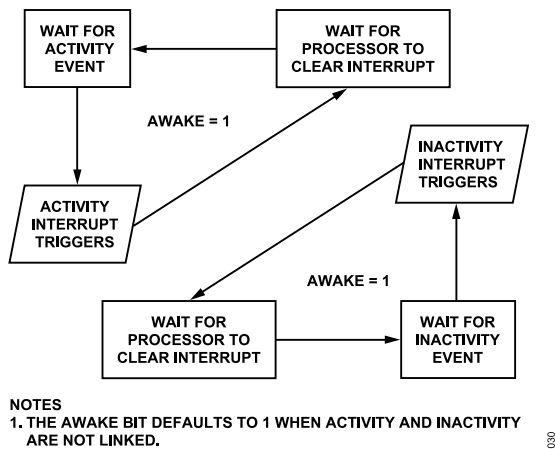 WAIT FOR
ACTIVITY
EVENT
WAIT FOR
PROCESSOR TO
CLEAR INTERRUPT
AWAKE = 1
ACTIVITY
INTERRUPT
TRIGGERS
INACTIVITY
INTERRUPT
TRIGGERS
AWAKE = 1
WAIT FOR
PROCESSOR TO
CLEAR INTERRUPT
WAIT FOR
INACTIVITY
EVENT
NOTES
1. THE AWAKE BIT DEFAULTS TO 1 WHEN ACTIVITY AND INACTIVITY
ARE NOT LINKED.
030